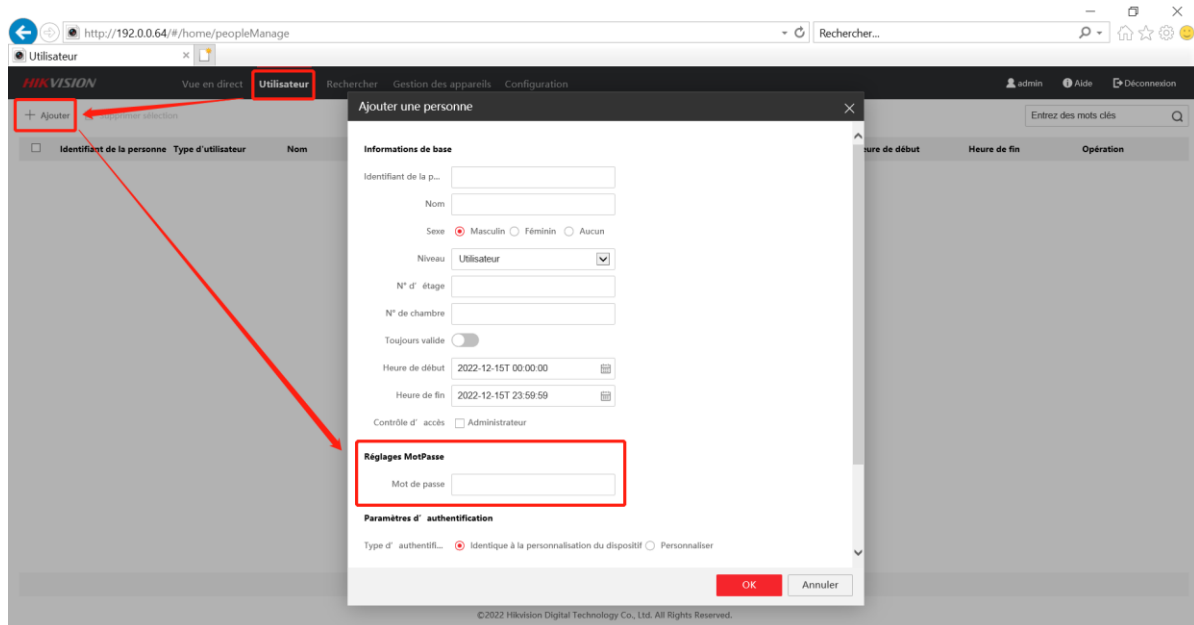 http://192.0.0.64/#/home/peopleManage
Rechercher...
Utilisateur
HIKVISION Vue en direct Utilisateur Rechercher Gestion des appareils Configuration admin Aide Déconnexion
Ajouter Supprimer sélection Entrez des mots clés
Ajouter une personne
Identifiant de la personne Type d'utilisateur Nom Heure de fin Opération
Informations de base
Identifiant de la p...
Nom
Sexe Masculin Féminin Aucun
Niveau Utilisateur
N° d' étage
N° de chambre
Toujours valide
Heure de début 2022-12-15T 00:00:00
Heure de fin 2022-12-15T 23:59:59
Contrôle d' accès Administrateur
Réglages MotPasse
Mot de passe
Paramètres d' authentification
Type d' authentifi... Identique à la personnalisation du dispositif Personnaliser
OK Annuler
©2022 Hikvision Digital Technology Co., Ltd. All Rights Reserved.